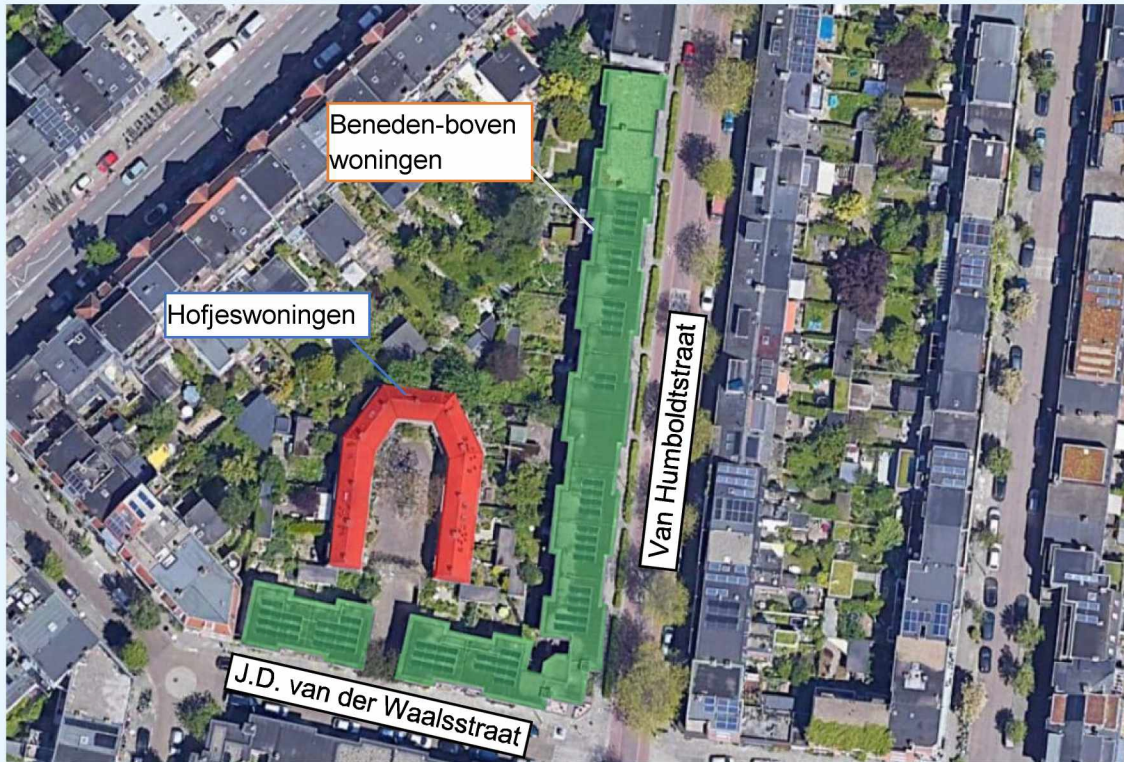 Beneden-boven
woningen
Hofjeswoningen
Van Humboldtstraat
J.D. van der Waalsstraat